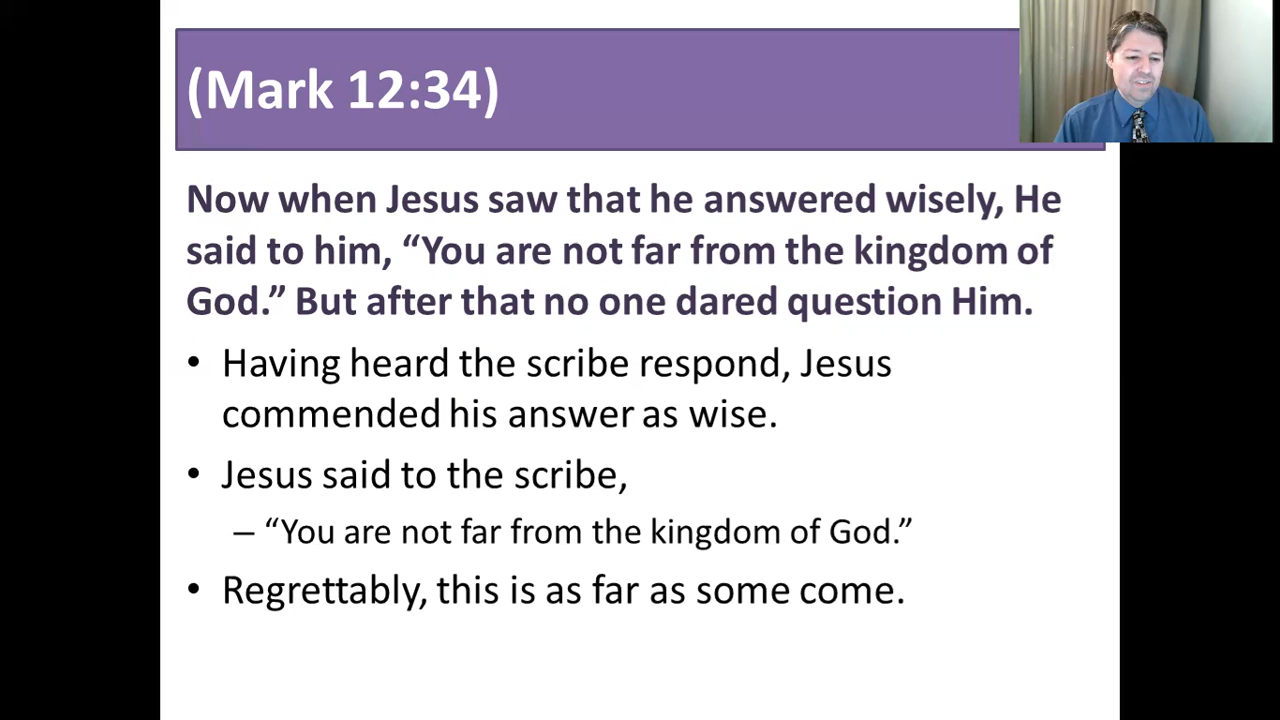 (Mark 12:34)
Now when Jesus saw that he answered wisely, He
said to him, “You are not far from the kingdom of
God.” But after that no one dared question Him.
• Having heard the scribe respond, Jesus
commended his answer as wise.
• Jesus said to the scribe,
– “You are not far from the kingdom of God.”
• Regrettably, this is as far as some come.